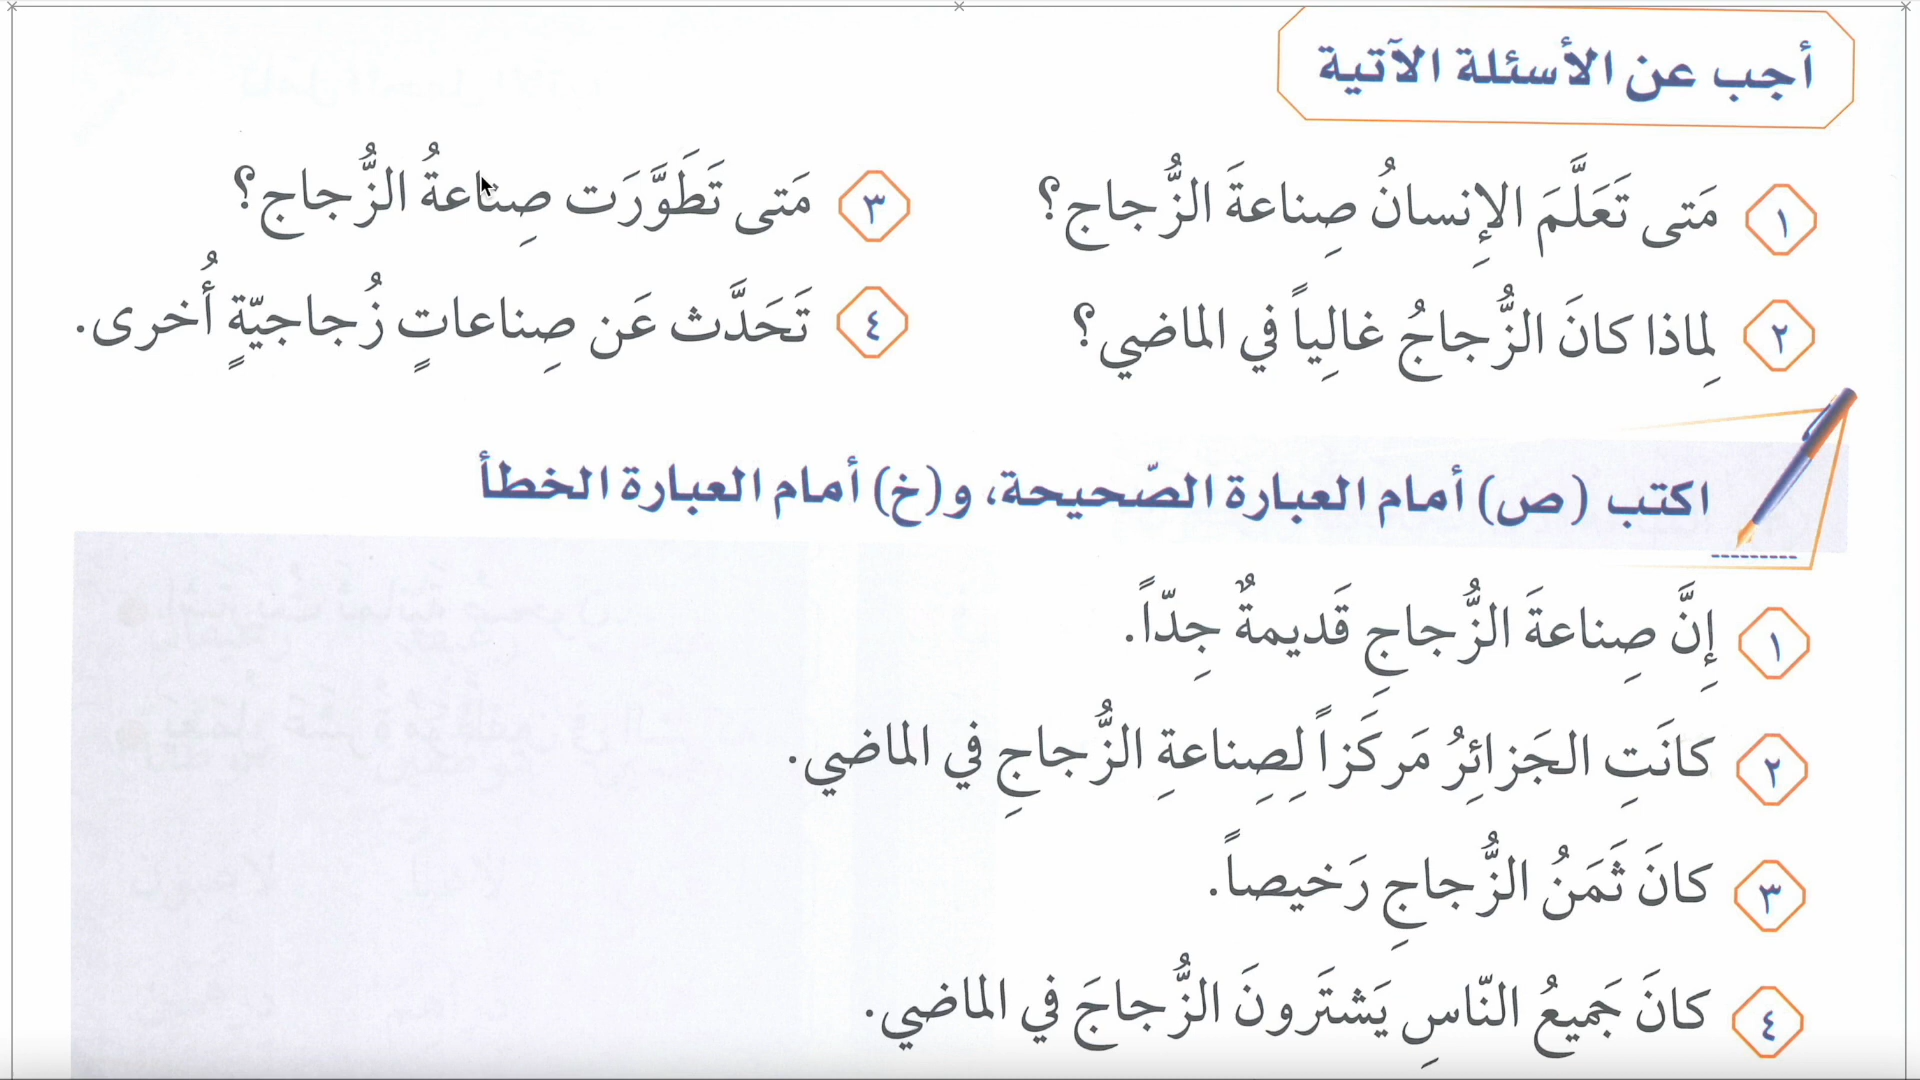 أجب عن الأسئلة الآتية
١ مَتى تَعَلَّمَ الإِنسانُ صِناعةَ الزُّجاجِ؟
٢ لِماذا كانَ الزُّجاجُ غالِياً في الماضي؟
٣ مَتى تَطَوَّرَت صِناعةُ الزُّجاج؟
٤ تَحَدَّث عَن صِناعاتٍ زُجاجيّةٍ أُخرى.
اكتب (ص) أمام العبارة الصّحيحة، و(خ) أمام العبارة الخطأ
١ إِنَّ صِناعةَ الزُّجاجِ قَديمةٌ جِدّاً.
٢ كانَتِ الجَزائِرُ مَركَزاً لِصِناعةِ الزُّجاجِ في الماضي.
٣ كانَ ثَمَنُ الزُّجاجِ رَخيصاً.
٤ كانَ جَميعُ النّاسِ يَشتَرونَ الزُّجاجَ في الماضي.